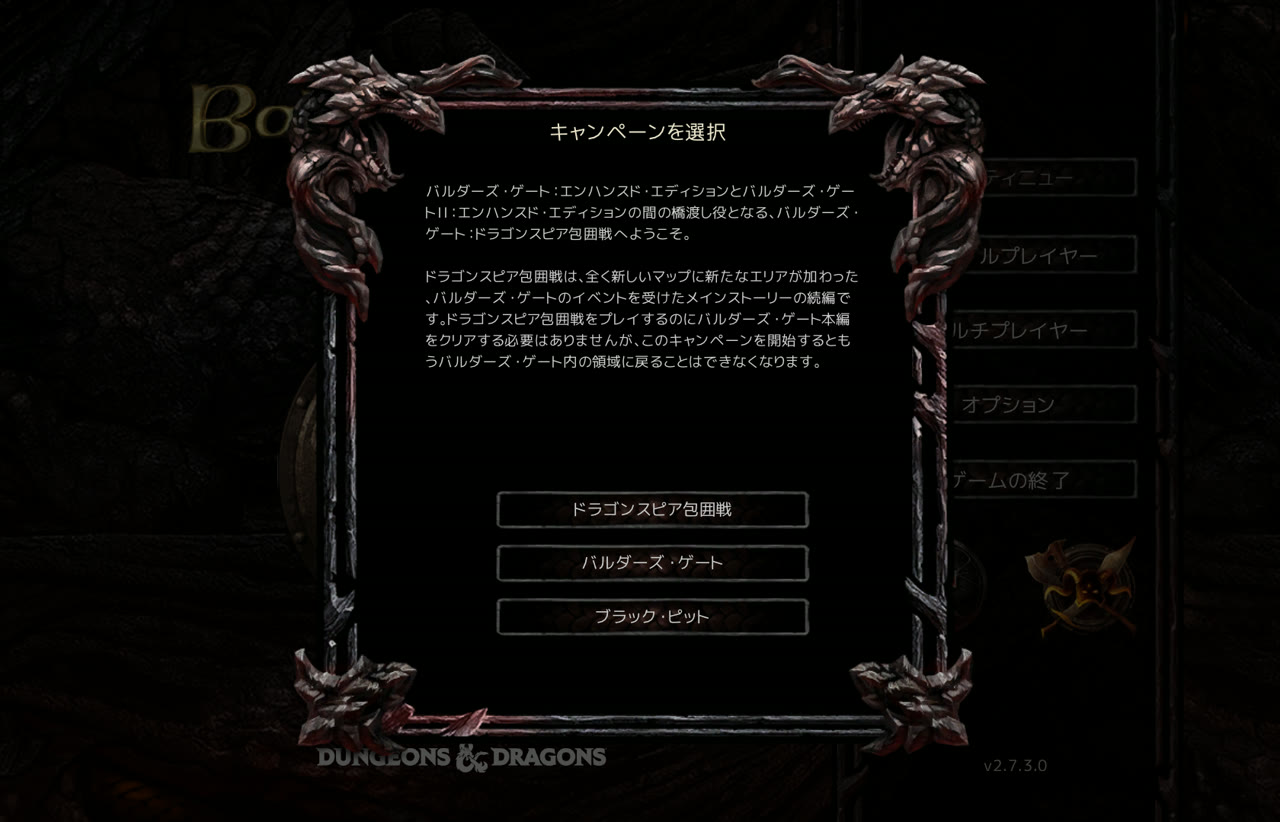 Ba
キャンペーンを選択
バルダーズ・ゲート:エンハンスド・エディションとバルダーズ・ゲー
トII:エンハンスド・エディションの間の橋渡し役となる、バルダーズ・
ゲート:ドラゴンスピア包囲戦へようこそ。
ドラゴンスピア包囲戦は、全く新しいマップに新たなエリアが加わった
、バルダーズ・ゲートのイベントを受けたメインストーリーの続編で
す。ドラゴンスピア包囲戦をプレイするのにバルダーズ・ゲート本編
をクリアする必要はありませんが、このキャンペーンを開始するとも
うバルダーズ・ゲート内の領域に戻ることはできなくなります。
ドラゴンスピア包囲戦
バルダーズ・ゲート
ブラック・ピット
ティニュー
ルプレイヤー
ルチプレイヤー
オプション
ゲームの終了
DUNGEONS & DRAGONS
v2.7.3.0